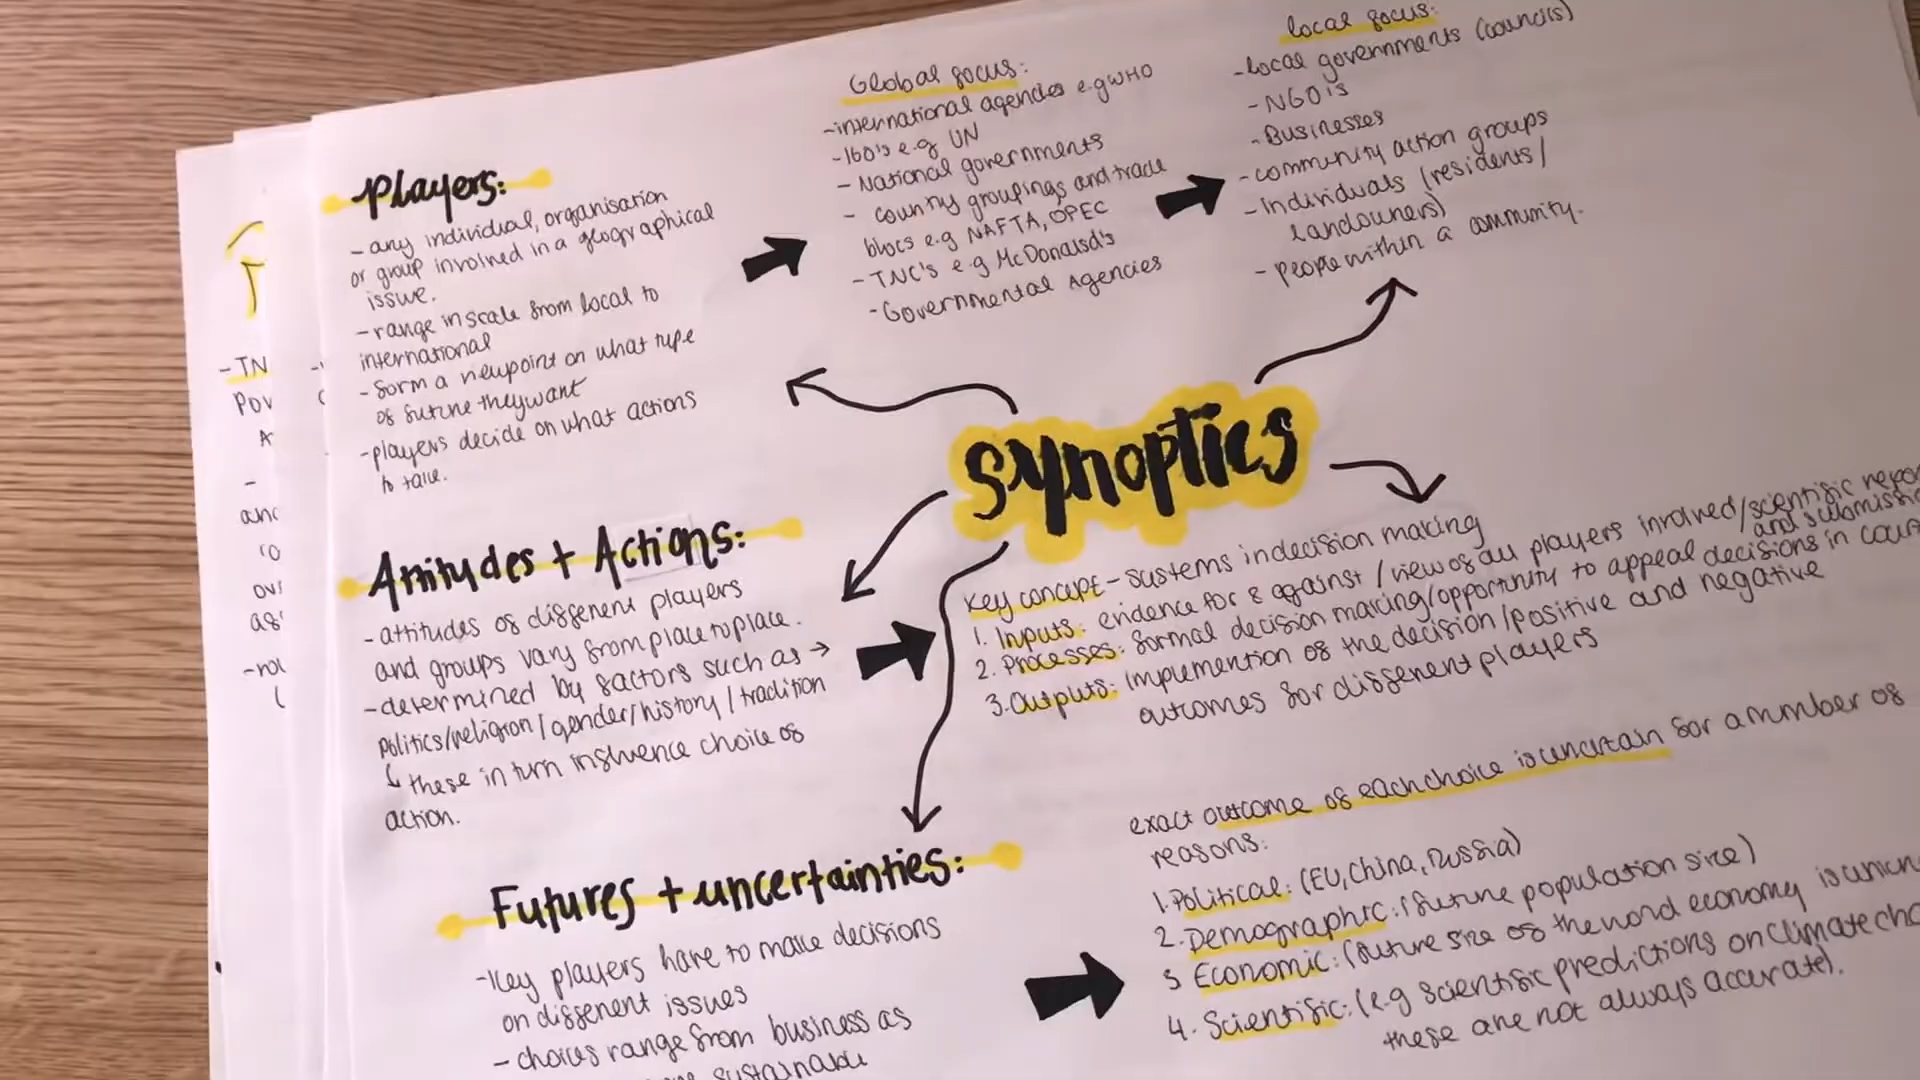 Players:
- any individual, organisation
or group involved in a geographical
issue.
- range in scale from local to
international
- form a viewpoint on what type
of future they want
- players decide on what actions
to take.
Global focus:
- international agencies e.g WHO
- IGO's e.g UN
- National governments
- country groupings and trade
blocs e.g NAFTA, OPEC
- TNC's e.g McDonalsd's
- Governmental Agencies
local focus:
- local governments (councils)
- NGO's
- Businesses
- community action groups
- Individuals (residents/
landowners)
- people within a community.
synoptics
Attitudes + Actions:
- attitudes of different players
and groups vary from place to place.
- determined by factors such as →
politics/religion/gender/history/tradition
↳ these in turn influence choice of
action.
Key concept - systems in decision making
1. Inputs: evidence for & against / view of all players involved/scientific
and
2. Processes: formal decision making/opportunity to appeal decisions in
3. Outputs: implemention of the decision/positive and negative
outcomes for different players
Futures + uncertainties:
- key players have to make decisions
on different issues
- choices range from business as
sustainable
exact outcome of each choice is uncertain for a number of
reasons:
1. Political: (EU, China, Russia)
2. Demographic: (future population size)
3 Economic: (future size of the world economy is
4. Scientific: (e.g scientific predictions on climate
these are not always accurate).
- TN